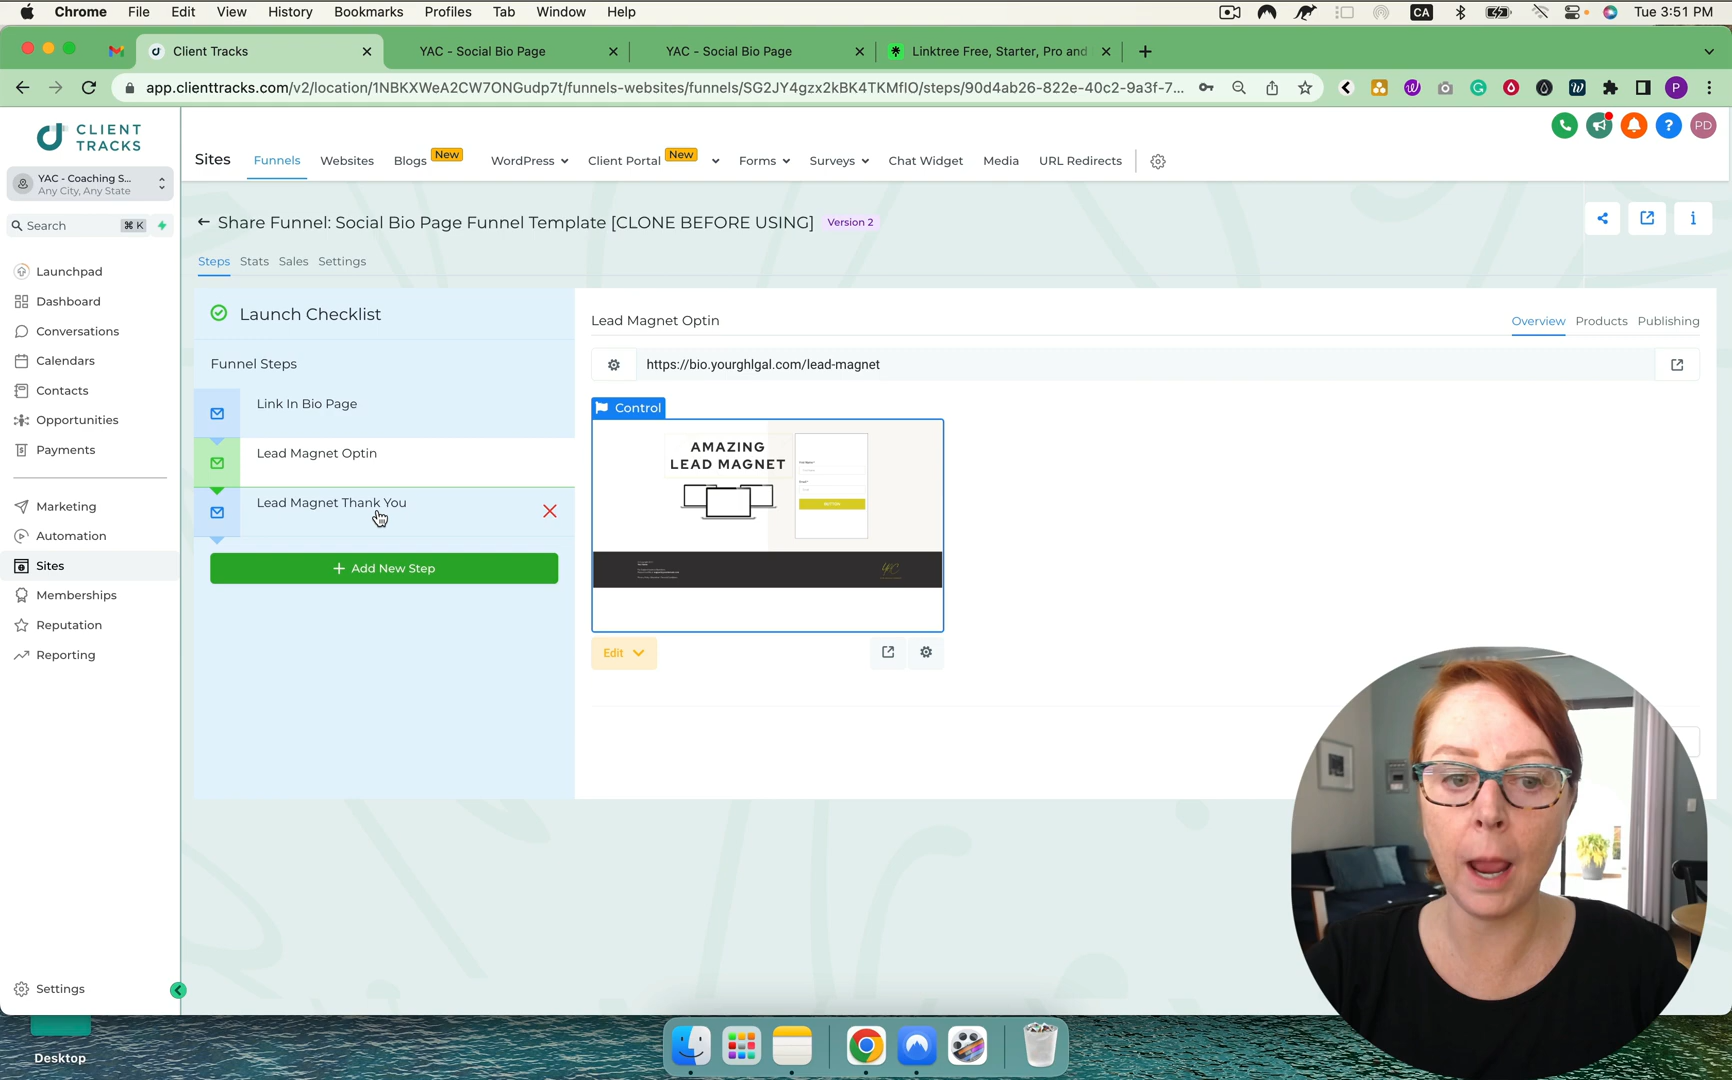 Chrome File Edit View History Bookmarks Profiles Tab Window Help CA Tue 3:51 PM
Client Tracks YAC - Social Bio Page YAC - Social Bio Page Linktree Free, Starter, Pro and
app.clienttracks.com/v2/location/1NBKXWeA2CW7ONGudp7t/funnels-websites/funnels/SG2JY4gzx2kBK4TKMfIO/steps/90d4ab26-822e-40c2-9a3f-7... P
CLIENT
TRACKS
PD
YAC - Coaching S...
Any City, Any State
Search ⌘ K
Sites Funnels Websites Blogs New WordPress Client Portal New Forms Surveys Chat Widget Media URL Redirects
Launchpad
Dashboard
Conversations
Calendars
Contacts
Opportunities
Payments
Marketing
Automation
Sites
Memberships
Reputation
Reporting
Settings
Share Funnel: Social Bio Page Funnel Template [CLONE BEFORE USING] Version 2
Steps Stats Sales Settings
Launch Checklist
Funnel Steps
Link In Bio Page
Lead Magnet Optin
Lead Magnet Thank You
+ Add New Step
Lead Magnet Optin Overview Products Publishing
https://bio.yourghlgal.com/lead-magnet
Control
AMAZING
LEAD MAGNET
Edit
Desktop